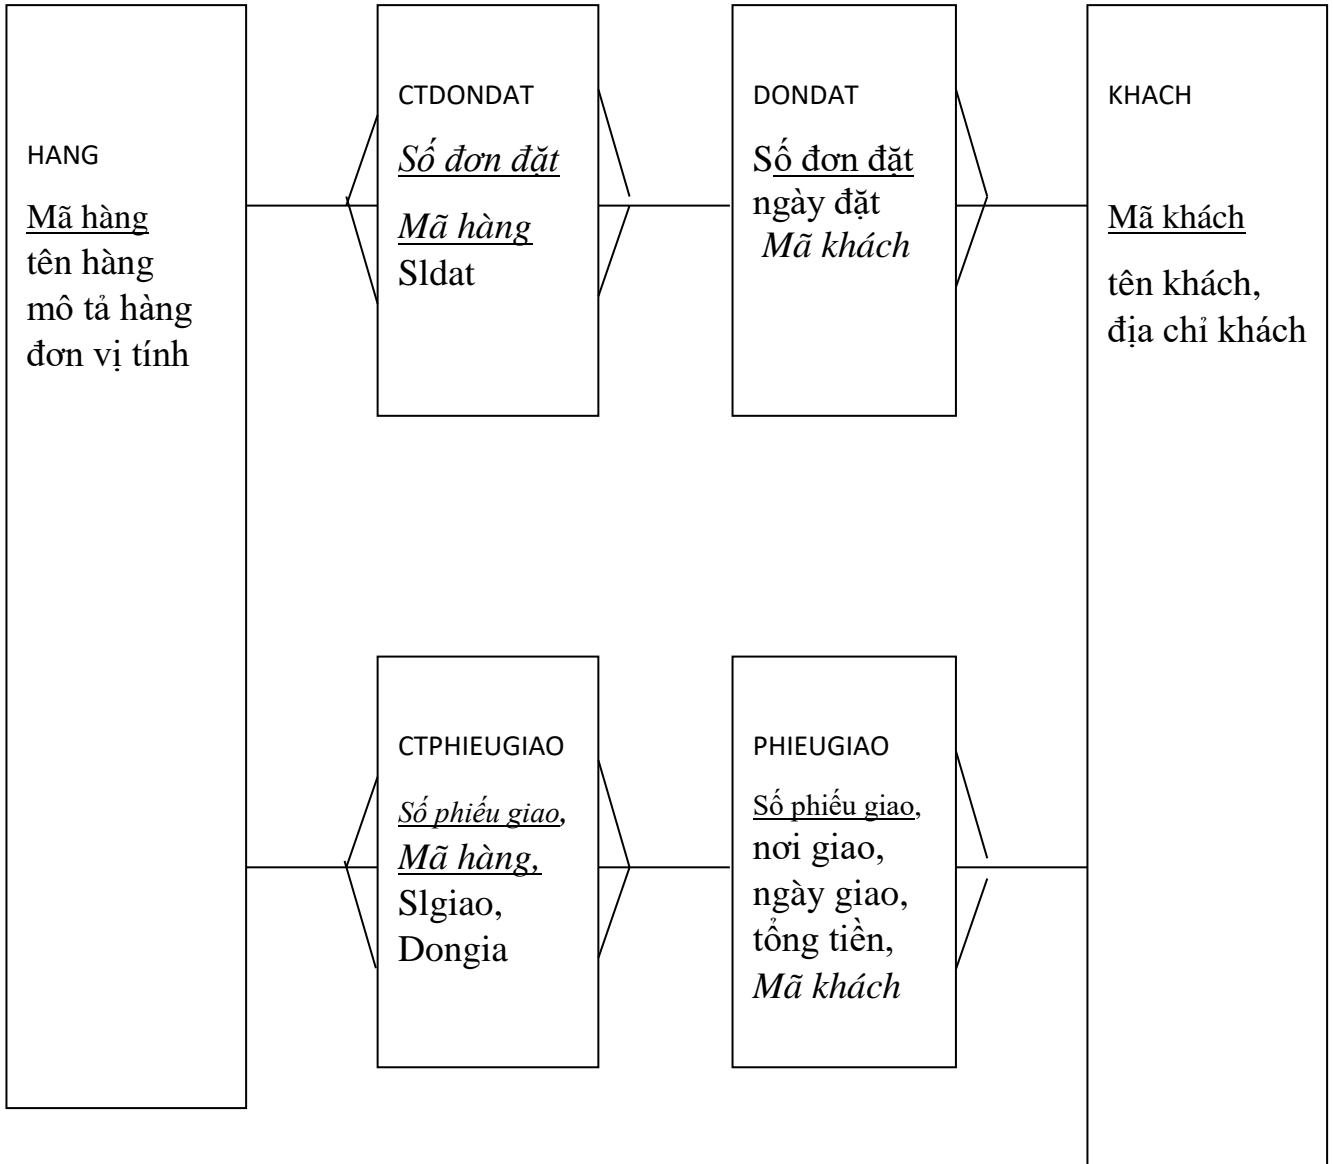 HANG
Mã hàng
tên hàng
mô tả hàng
đơn vị tính
CTDONDAT
Số đơn đặt
Mã hàng
Sldat
DONDAT
Số đơn đặt
ngày đặt
Mã khách
KHACH
Mã khách
tên khách,
địa chỉ khách
CTPHIEUGIAO
Số phiếu giao,
Mã hàng,
Slgiao,
Dongia
PHIEUGIAO
Số phiếu giao,
nơi giao,
ngày giao,
tổng tiền,
Mã khách